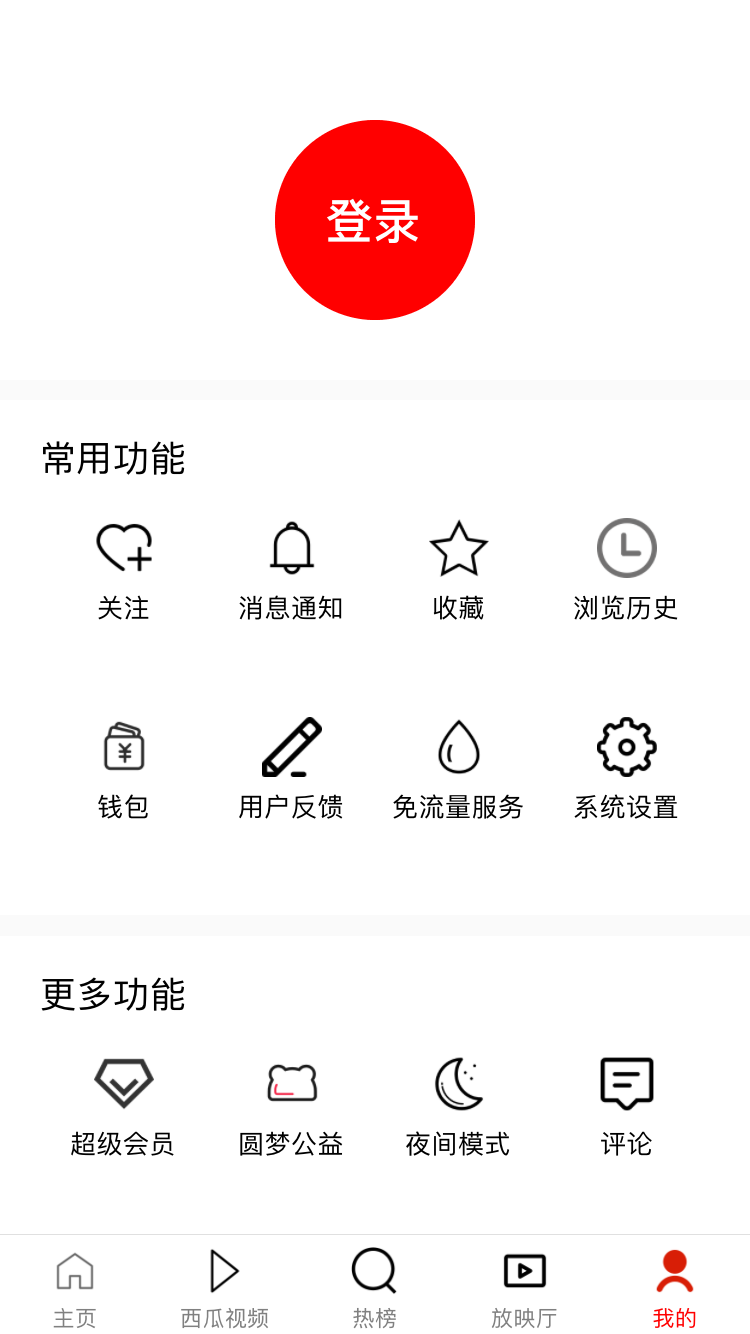 登录
常用功能
关注 消息通知 收藏 浏览历史
¥
钱包 用户反馈 免流量服务 系统设置
更多功能
超级会员 圆梦公益 夜间模式 评论
主页 西瓜视频 热榜 放映厅 我的